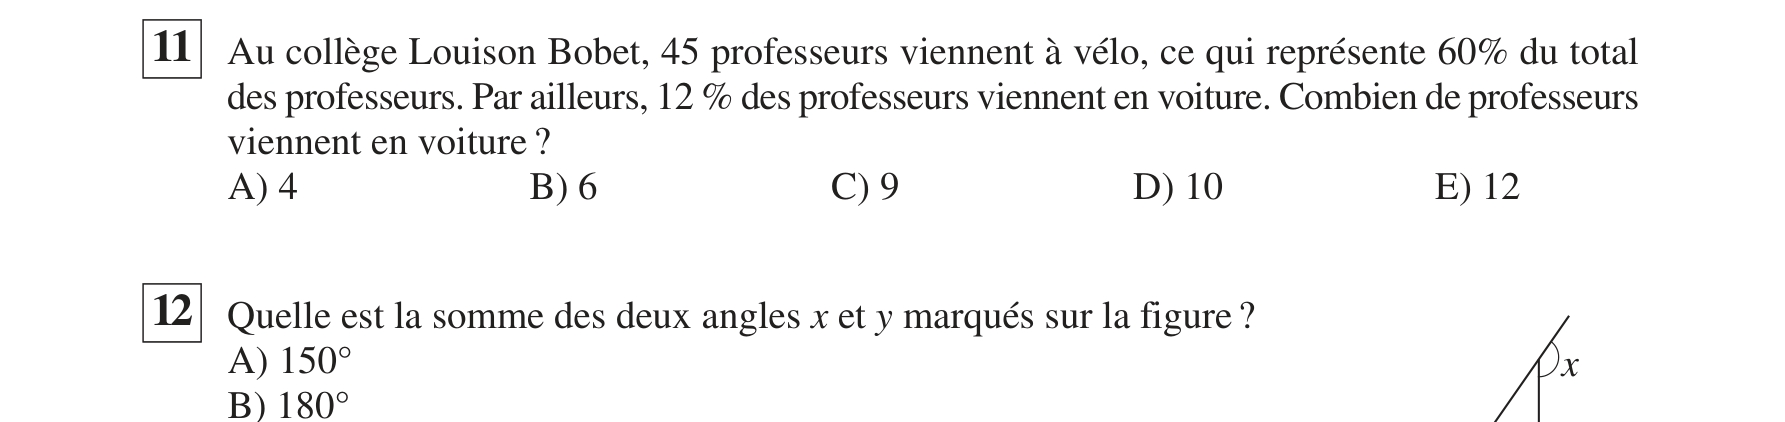 11 Au collège Louison Bobet, 45 professeurs viennent à vélo, ce qui représente 60% du total
des professeurs. Par ailleurs, 12 % des professeurs viennent en voiture. Combien de professeurs
viennent en voiture ?
A) 4 B) 6 C) 9 D) 10 E) 12
12 Quelle est la somme des deux angles x et y marqués sur la figure ?
A) 150°
x
B) 180°